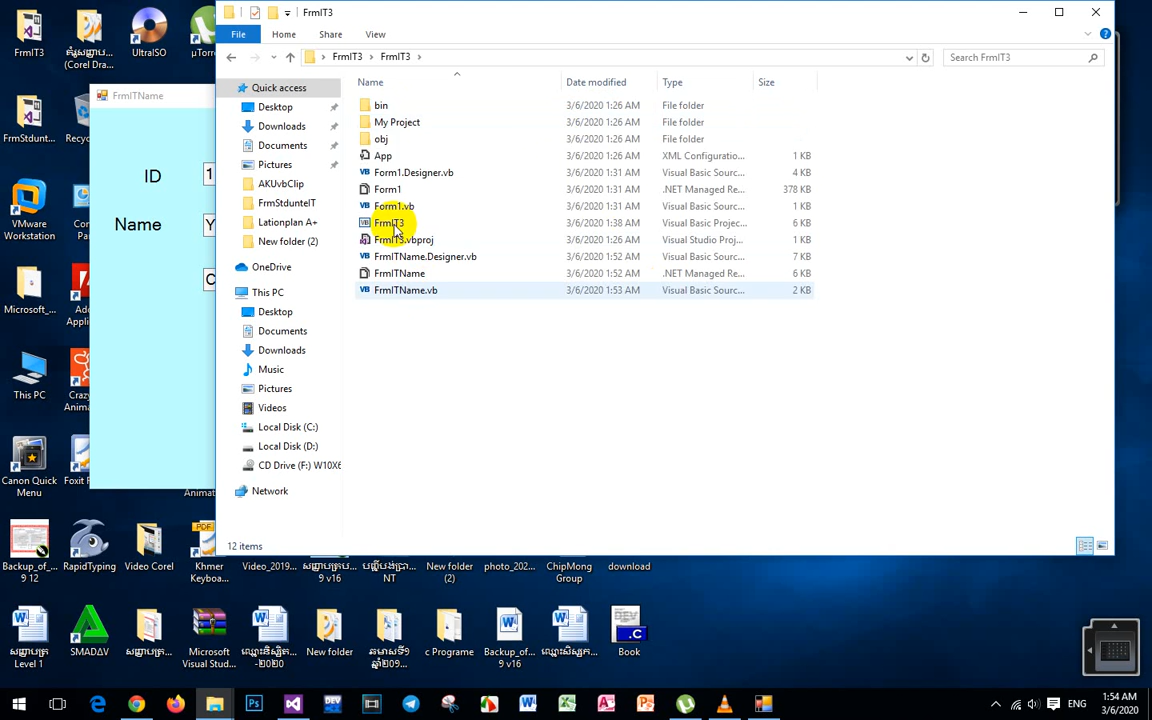 FrmIT3
File
Home
Share
View
FrmIT3
FrmIT3
Search FrmIT3
Name
Date modified
Type
Size
Quick access
Desktop
Downloads
Documents
Pictures
AKUvbClip
FrmStdunteIT
Lationplan A+
New folder (2)
OneDrive
This PC
Desktop
Documents
Downloads
Music
Pictures
Videos
Local Disk (C:)
Local Disk (D:)
CD Drive (F:) W10X6
Network
bin 3/6/2020 1:26 AM File folder
My Project 3/6/2020 1:26 AM File folder
obj 3/6/2020 1:26 AM File folder
App 3/6/2020 1:26 AM XML Configuratio... 1 KB
Form1.Designer.vb 3/6/2020 1:31 AM Visual Basic Sourc... 4 KB
Form1 3/6/2020 1:31 AM .NET Managed Re... 378 KB
Form1.vb 3/6/2020 1:31 AM Visual Basic Sourc... 1 KB
FrmIT3 3/6/2020 1:38 AM Visual Basic Projec... 6 KB
FrmIT3.vbproj 3/6/2020 1:26 AM Visual Studio Proj... 1 KB
FrmITName.Designer.vb 3/6/2020 1:52 AM Visual Basic Sourc... 7 KB
FrmITName 3/6/2020 1:52 AM .NET Managed Re... 6 KB
FrmITName.vb 3/6/2020 1:53 AM Visual Basic Sourc... 2 KB
12 items
FrmITName
ID
1
Name
Y
C
FrmIT3
(Corel Dra...
UltraISO
µTorre
FrmStdunt...
Recyc
VMware
Workstation
Microsoft_...
This PC
Canon Quick
Menu
Backup_of_...
9 12
RapidTyping
Video Corel
Khmer
Keyboa...
Video_2019...
9 v16
New folder
(2)
photo_202...
ChipMong
Group
download
Level 1
SMADAV
Microsoft
Visual Stud...
New folder
c Programe
Backup_of_...
9 v16
Book
ENG
1:54 AM
3/6/2020